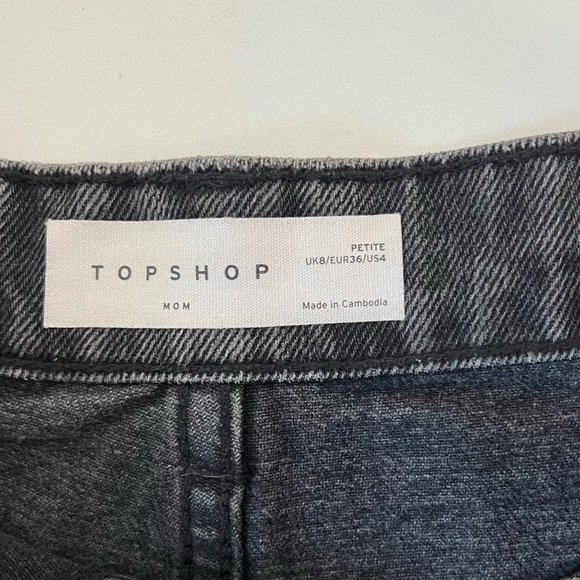 TOPSHOP
MOM
PETITE
UK8/EUR36/US4
Made in Cambodia